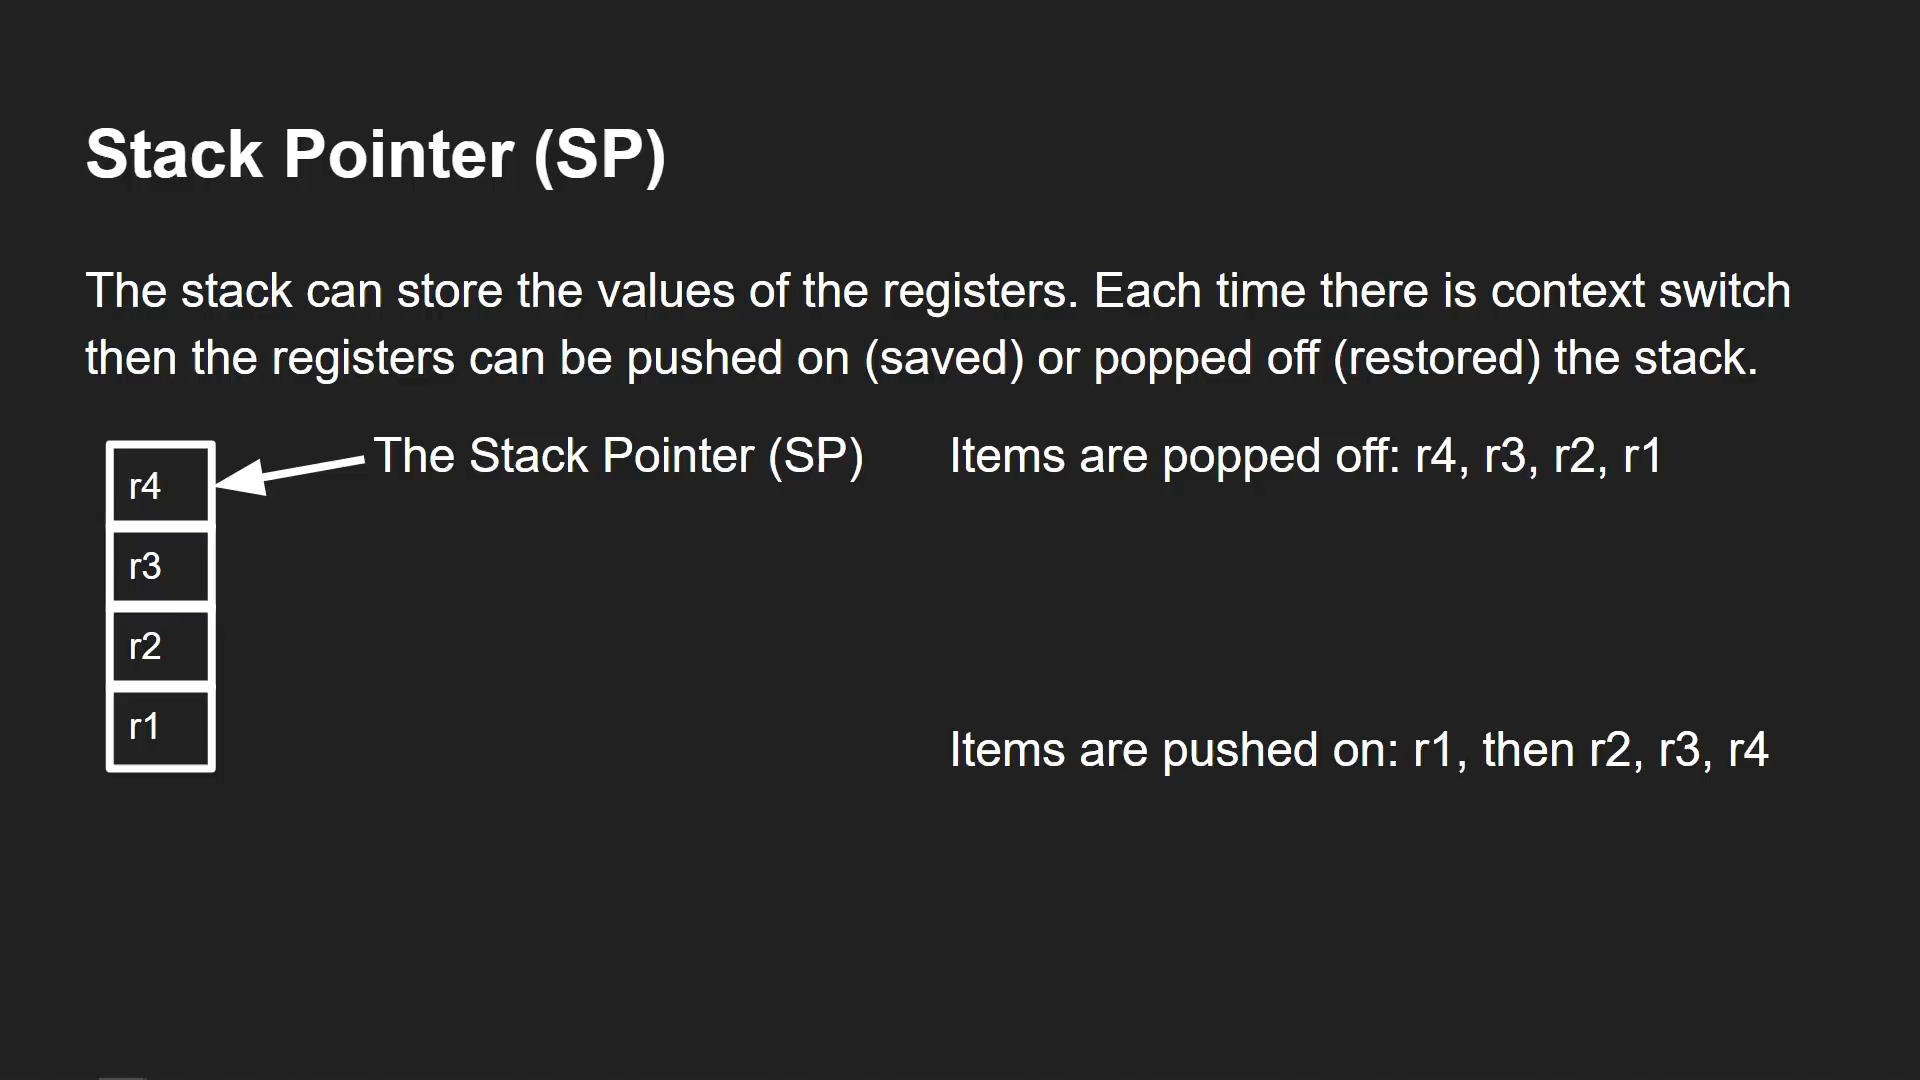 Stack Pointer (SP)
The stack can store the values of the registers. Each time there is context switch
then the registers can be pushed on (saved) or popped off (restored) the stack.
The Stack Pointer (SP)
Items are popped off: r4, r3, r2, r1
r4
r3
r2
r1
Items are pushed on: r1, then r2, r3, r4